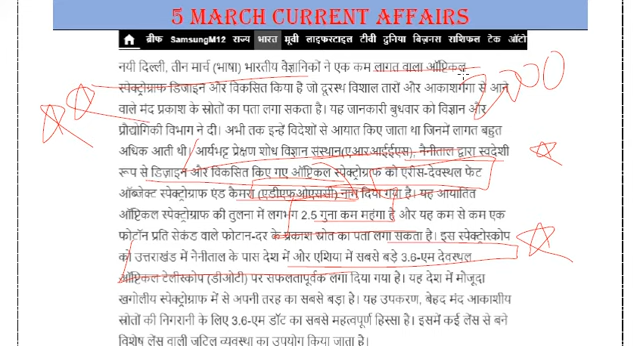 5 MARCH CURRENT AFFAIRS
ब्रीफ SamsungM12 राज्य भारत मूवी लाइफस्टाइल टीवी दुनिया बिज़नस राशिफल टेक ऑटो
नयी दिल्ली, तीन मार्च (भाषा) भारतीय वैज्ञानिकों ने एक कम लागत वाला ऑप्टिकल
स्पेक्ट्रोग्राफ डिजाइन और विकसित किया है जो दूरस्थ विशाल तारों और आकाशगंगा से आने
वाले मंद प्रकाश के स्रोतों का पता लगा सकता है। यह जानकारी बुधवार को विज्ञान और
प्रौद्योगिकी विभाग ने दी। अभी तक इन्हें विदेशों से आयात किए जाता था जिनमें लागत बहुत
अधिक आती थी। आर्यभट्ट प्रेक्षण शोध विज्ञान संस्थान (एआरआईईएस), नैनीताल द्वारा स्वदेशी
रूप से डिज़ाइन और विकसित किए गए ऑप्टिकल स्पेक्ट्रोग्राफ को एरीस-देवस्थल फेंट
ऑब्जेक्ट स्पेक्ट्रोग्राफ एंड कैमरा (एडीएफओएससी) नाम दिया गया है। यह आयातित
ऑप्टिकल स्पेक्ट्रोग्राफ की तुलना में लगभग 2.5 गुना कम महंगा है और यह कम से कम एक
फोटॉन प्रति सेकंड वाले फोटान-दर के प्रकाश स्रोत का पता लगा सकता है। इस स्पेक्ट्रोस्कोप
को उत्तराखंड में नैनीताल के पास देश में और एशिया में सबसे बड़े 3.6-एम देवस्थल
ऑप्टिकल टेलीस्कोप (डीओटी) पर सफलतापूर्वक लगा दिया गया है। यह देश में मौजूदा
खगोलीय स्पेक्ट्रोग्राफ में से अपनी तरह का सबसे बड़ा है। यह उपकरण, बेहद मंद आकाशीय
स्रोतों की निगरानी के लिए 3.6-एम डॉट का सबसे महत्वपूर्ण हिस्सा है। इसमें कई लेंस से बने
विशेष लेंस वाली जटिल व्यवस्था का उपयोग किया जाता है।